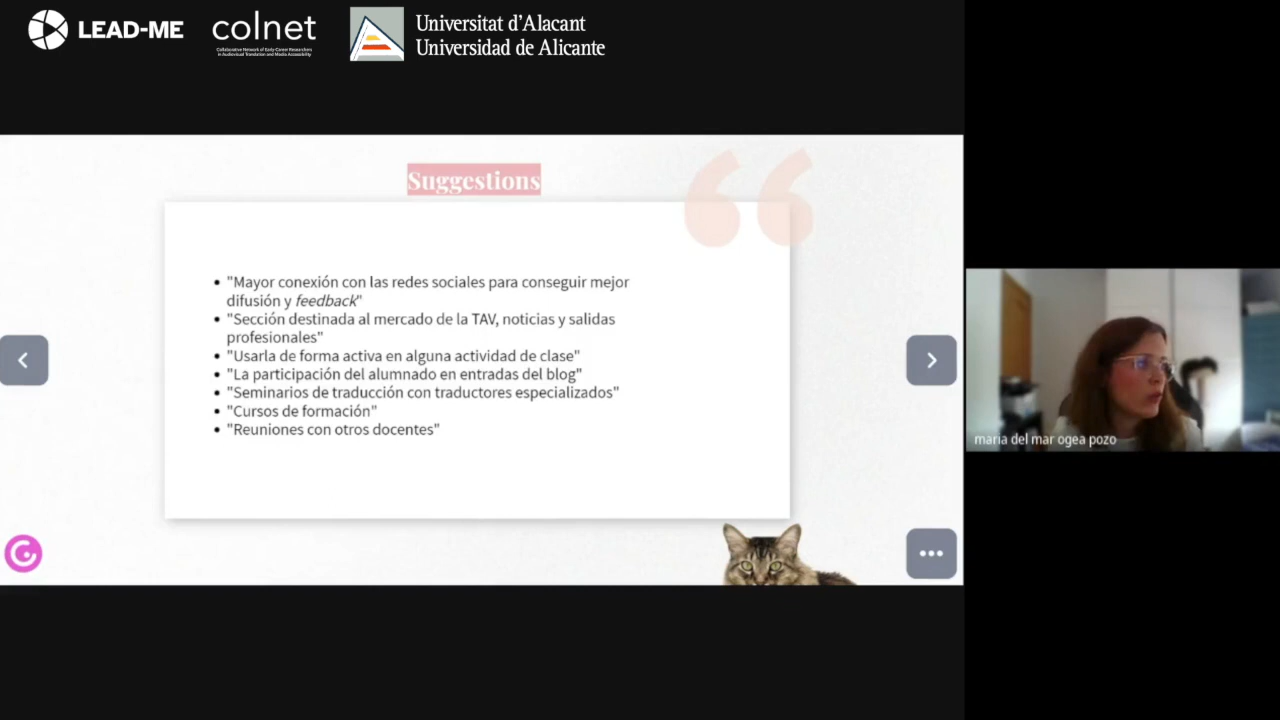 LEAD-ME
colnet
Collaborative Network of Early Career Researchers
in Audiovisual Translation and Media Accessibility
Universitat d'Alacant
Universidad de Alicante
Suggestions
"Mayor conexión con las redes sociales para conseguir mejor
difusión y feedback"
"Sección destinada al mercado de la TAV, noticias y salidas
profesionales"
"Usarla de forma activa en alguna actividad de clase"
"La participación del alumnado en entradas del blog"
"Seminarios de traducción con traductores especializados"
"Cursos de formación"
"Reuniones con otros docentes"
maria del mar ogea pozo